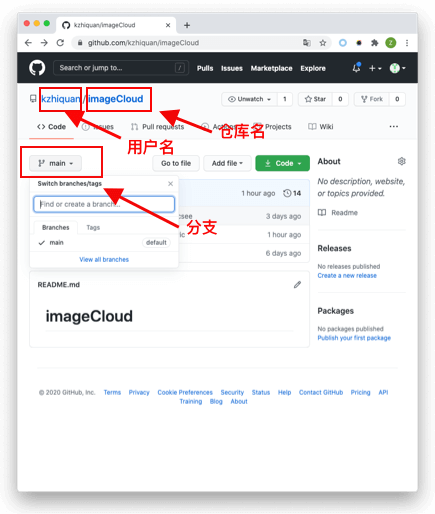 kzhiquan/imageCloud
github.com/kzhiquan/imageCloud
Z
Search or jump to...
/
Pulls Issues Marketplace Explore
kzhiquan/imageCloud
Unwatch 1
Star 0
Fork 0
仓库名
Code
Issues
Pull requests
Projects
Wiki
用户名
main
Go to file
Add file
Code
About
Switch branches/tags
No description, website, or topics provided.
Find or create a branch...
1 hour ago 14
3 days ago
Branches Tags
1 hour ago
main default
分支
6 days ago
View all branches
Readme
Releases
No releases published
Create a new release
README.md
imageCloud
Packages
No packages published
Publish your first package
© 2020 GitHub, Inc. Terms Privacy Cookie Preferences Security Status Help Contact GitHub Pricing API
Training Blog About